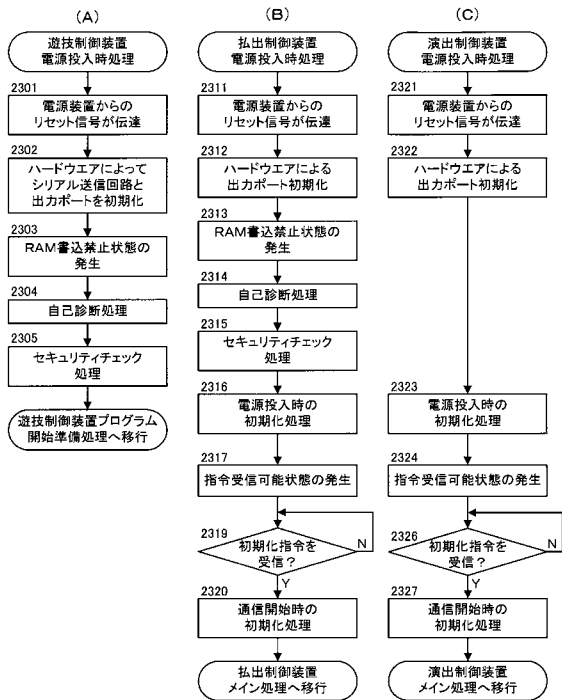 (A)
遊技制御装置
電源投入時処理
2301
電源装置からの
リセット信号が伝達
2302
ハードウエアによって
シリアル送信回路と
出力ポートを初期化
2303
RAM書込禁止状態の
発生
2304
自己診断処理
2305
セキュリティチェック
処理
遊技制御装置プログラム
開始準備処理へ移行
(B)
払出制御装置
電源投入時処理
2311
電源装置からの
リセット信号が伝達
2312
ハードウエアによる
出力ポート初期化
2313
RAM書込禁止状態の
発生
2314
自己診断処理
2315
セキュリティチェック
処理
2316
電源投入時の
初期化処理
2317
指令受信可能状態の発生
2319
初期化指令を
受信?
N
Y
2320
通信開始時の
初期化処理
払出制御装置
メイン処理へ移行
(C)
演出制御装置
電源投入時処理
2321
電源装置からの
リセット信号が伝達
2322
ハードウエアによる
出力ポート初期化
2323
電源投入時の
初期化処理
2324
指令受信可能状態の発生
2326
初期化指令を
受信?
N
Y
2327
通信開始時の
初期化処理
演出制御装置
メイン処理へ移行